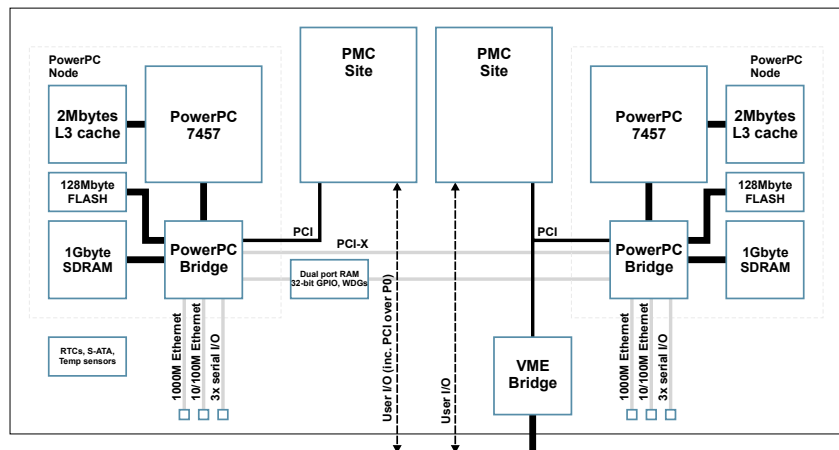 PowerPC
Node
2Mbytes
L3 cache
PowerPC
7457
128Mbyte
FLASH
1Gbyte
SDRAM
PowerPC
Bridge
PMC
Site
PMC
Site
PowerPC
Node
PowerPC
7457
2Mbytes
L3 cache
128Mbyte
FLASH
PowerPC
Bridge
1Gbyte
SDRAM
PCI
PCI-X
PCI
Dual port RAM
32-bit GPIO, WDGs
RTCs, S-ATA,
Temp sensors
1000M Ethernet
10/100M Ethernet
3x serial I/O
User I/O (inc. PCI over P0)
User I/O
VME
Bridge
1000M Ethernet
10/100M Ethernet
3x serial I/O